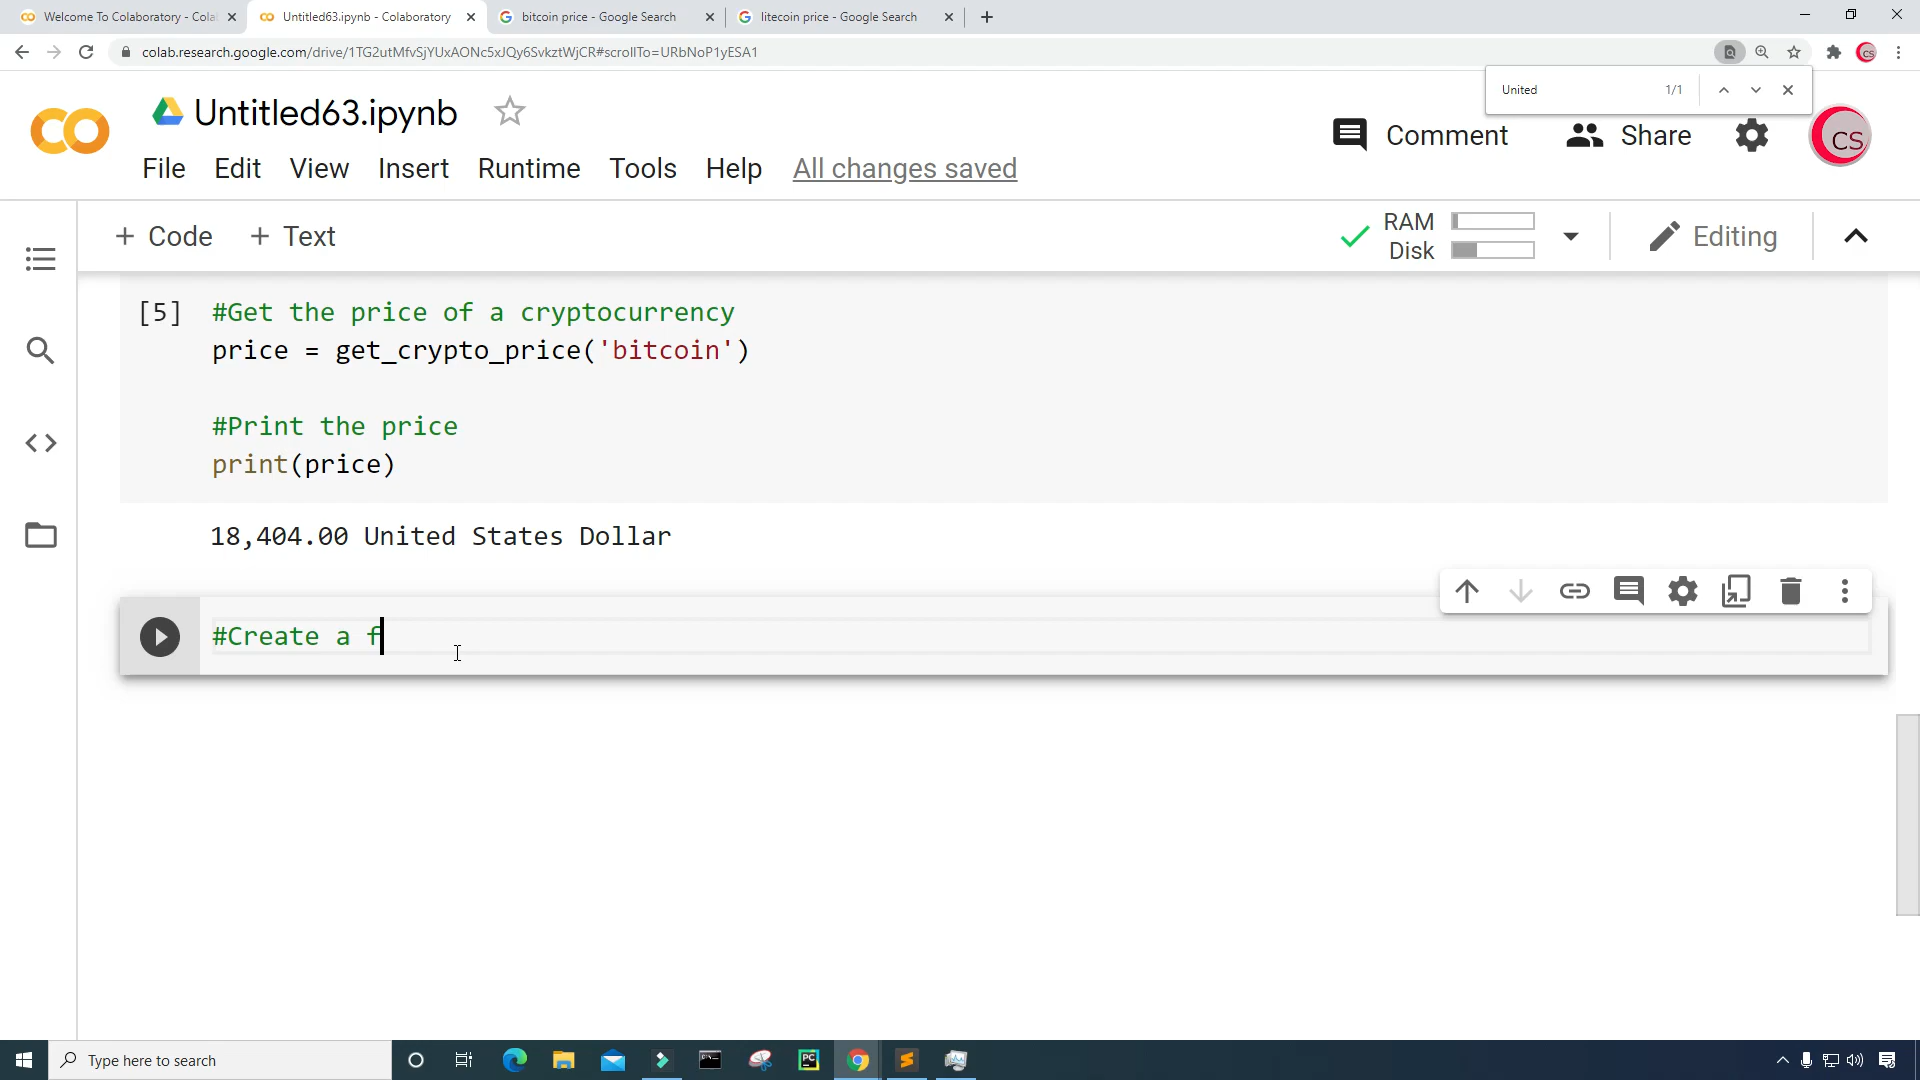 Welcome To Colaboratory - Cola
Untitled63.ipynb - Colaboratory
bitcoin price - Google Search
litecoin price - Google Search
colab.research.google.com/drive/1TG2utMfvSjYUxAONc5xJQy6SvkztWjCR#scrollTo=URbNoP1yESA1
CS
United 1/1
Untitled63.ipynb
Comment Share CS
File Edit View Insert Runtime Tools Help All changes saved
+ Code + Text
RAM
Disk
Editing
[5] #Get the price of a cryptocurrency
price = get_crypto_price('bitcoin')
#Print the price
print(price)
18,404.00 United States Dollar
#Create a f
Type here to search
PC